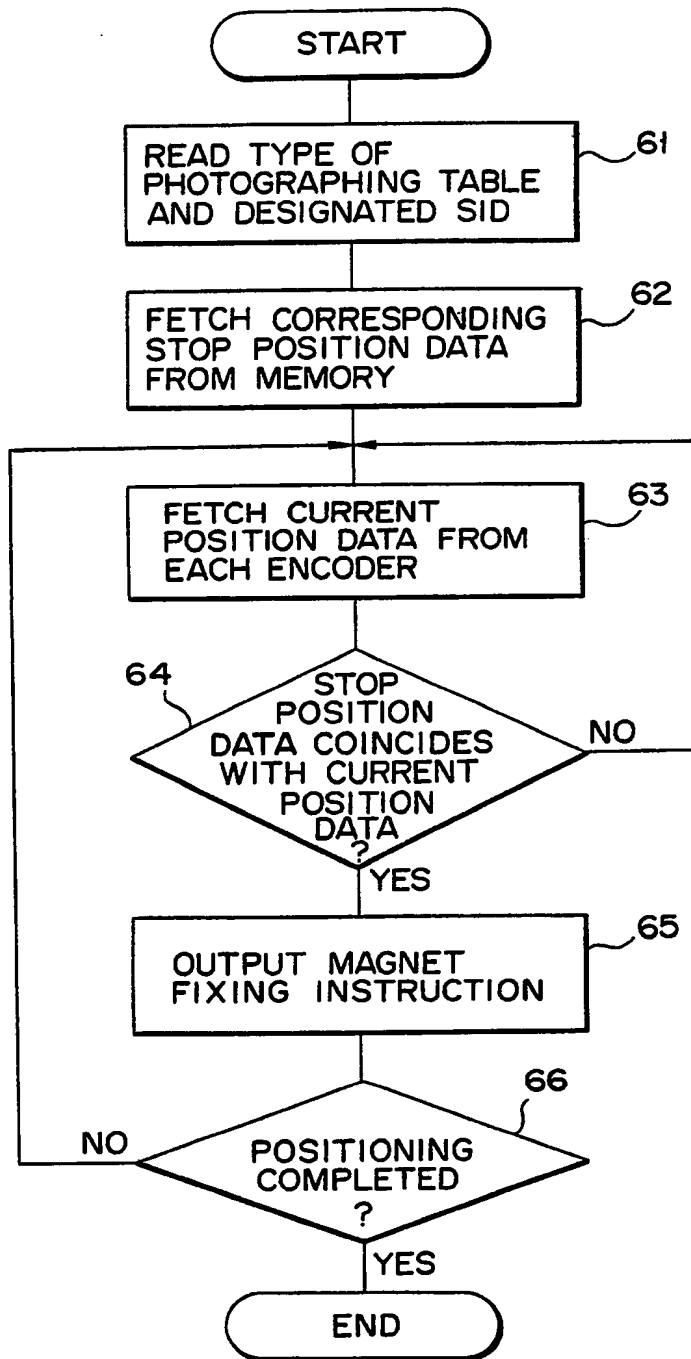 START
READ TYPE OF
PHOTOGRAPHING TABLE
AND DESIGNATED SID
61
FETCH CORRESPONDING
STOP POSITION DATA
FROM MEMORY
62
FETCH CURRENT
POSITION DATA FROM
EACH ENCODER
63
64
STOP
POSITION
DATA COINCIDES
WITH CURRENT
POSITION
DATA
?
NO
YES
OUTPUT MAGNET
FIXING INSTRUCTION
65
66
NO
POSITIONING
COMPLETED
?
YES
END